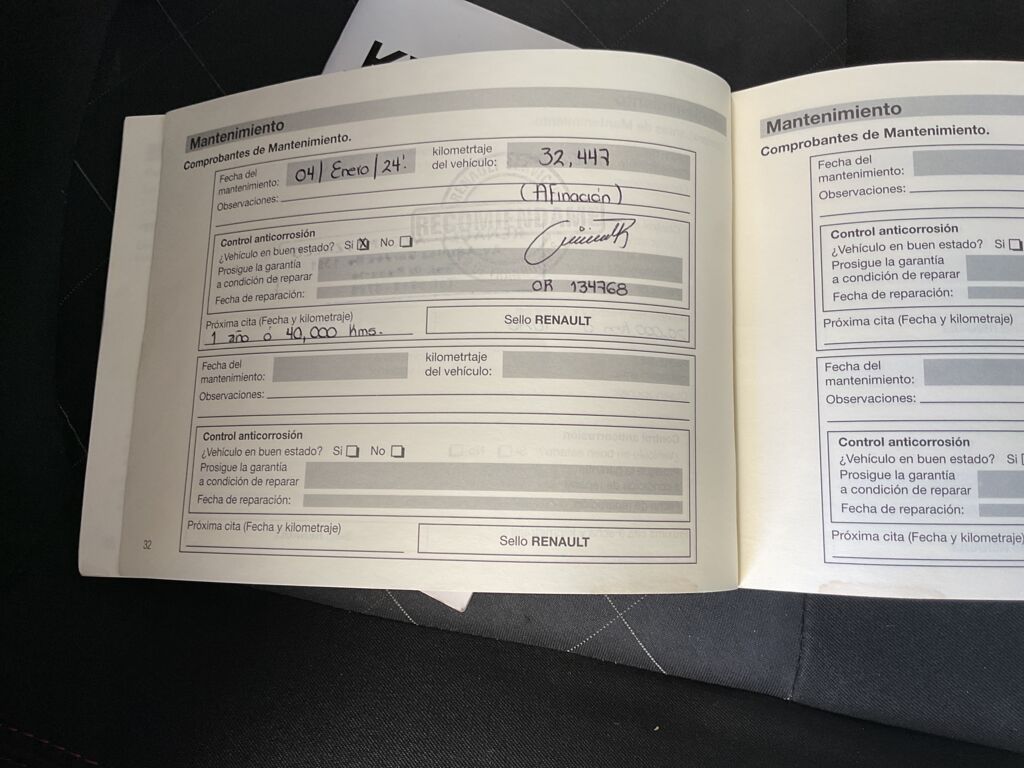 Mantenimiento
Comprobantes de Mantenimiento.
Fecha del
mantenimiento: 04/ Enero/24'.
kilometrtaje
del vehículo: 32,447
Observaciones:
(Afinación)
RECOMIENDAME
Control anticorrosión
¿Vehículo en buen estado? Si X No
Prosigue la garantía
a condición de reparar
Fecha de reparación:
OR 134768
Próxima cita (Fecha y kilometraje)
1 año ó 40,000 Kms.
Sello RENAULT
Fecha del
mantenimiento:
kilometrtaje
del vehículo:
Observaciones:
Control anticorrosión
¿Vehículo en buen estado? Si No
Prosigue la garantía
a condición de reparar
Fecha de reparación:
Próxima cita (Fecha y kilometraje)
Sello RENAULT
32
Mantenimiento
Comprobantes de Mantenimiento.
Fecha del
mantenimiento:
Observaciones:
Control anticorrosión
¿Vehículo en buen estado? Si
Prosigue la garantía
a condición de reparar
Fecha de reparación:
Próxima cita (Fecha y kilometraje)
Fecha del
mantenimiento:
Observaciones:
Control anticorrosión
¿Vehículo en buen estado? Si
Prosigue la garantía
a condición de reparar
Fecha de reparación:
Próxima cita (Fecha y kilometraje)